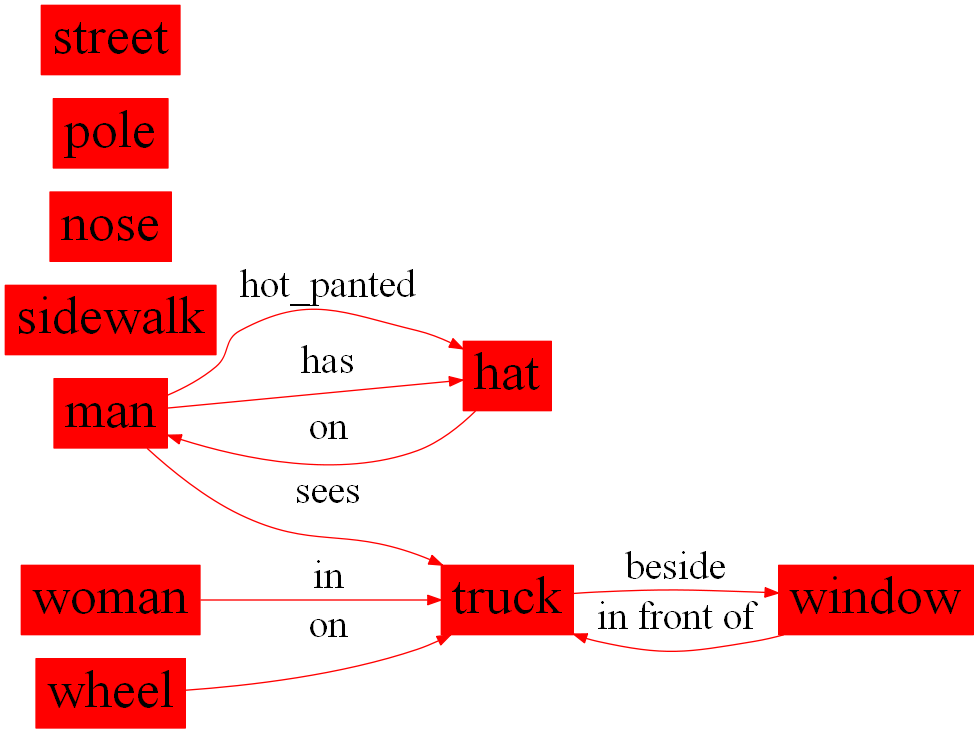 street
pole
nose
hot_panted
sidewalk
has
hat
man
on
sees
in
beside
woman
truck
window
in front of
on
wheel